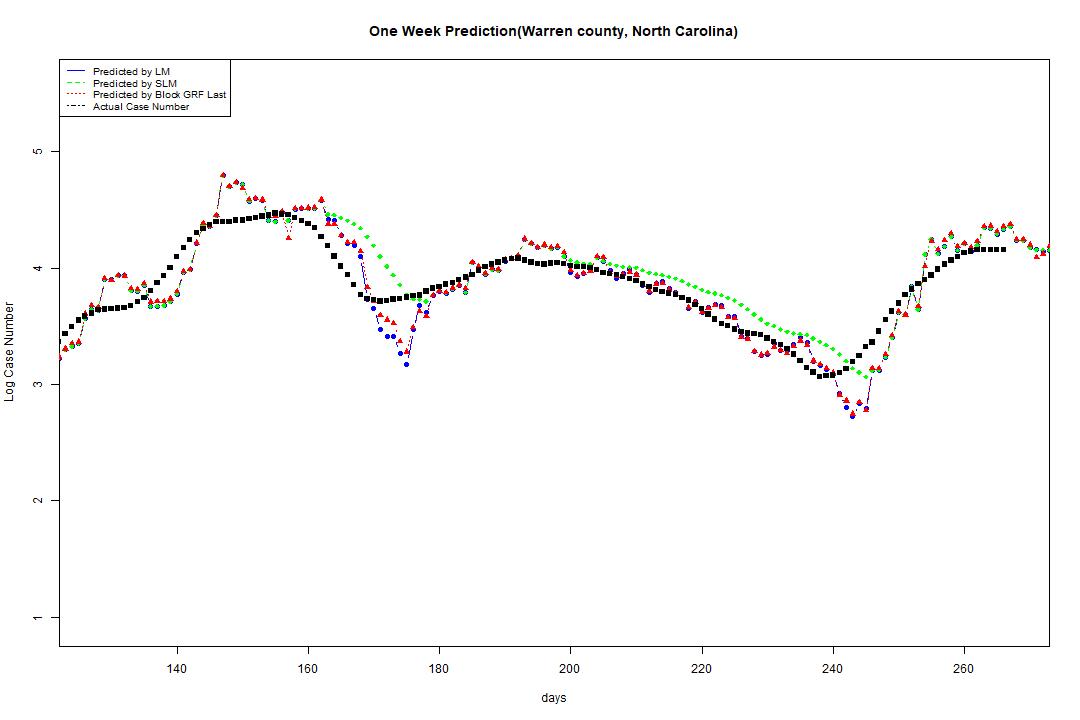 One Week Prediction(Warren county, North Carolina)
Predicted by LM
Predicted by SLM
Predicted by Block GRF Last
Actual Case Number
5
4
3
2
1
Log Case Number
140 160 180 200 220 240 260
days